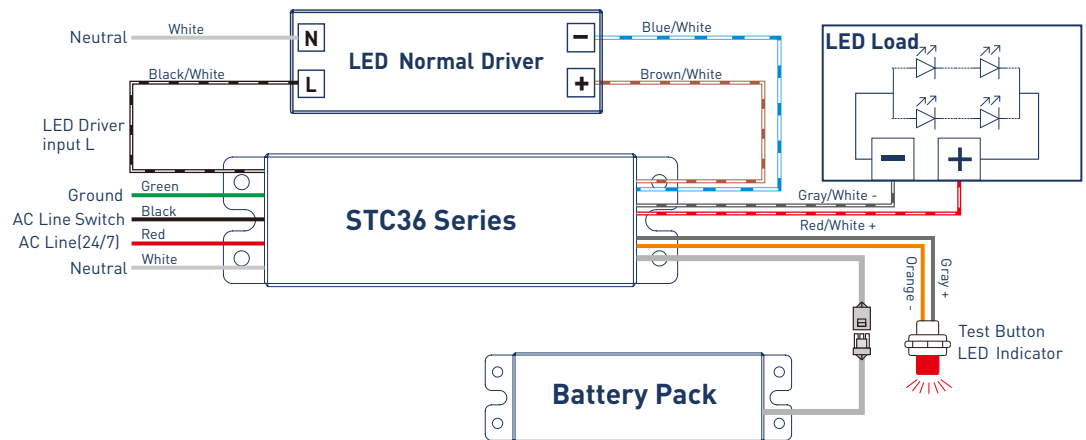 Neutral
White
N
LED Normal Driver
−
Blue/White
LED Load
Black/White
L
+
Brown/White
LED Driver
input L
− +
Ground
Green
AC Line Switch
Black
AC Line(24/7)
Red
Neutral
White
STC36 Series
Gray/White -
Red/White +
Orange -
Gray +
Test Button
LED Indicator
Battery Pack